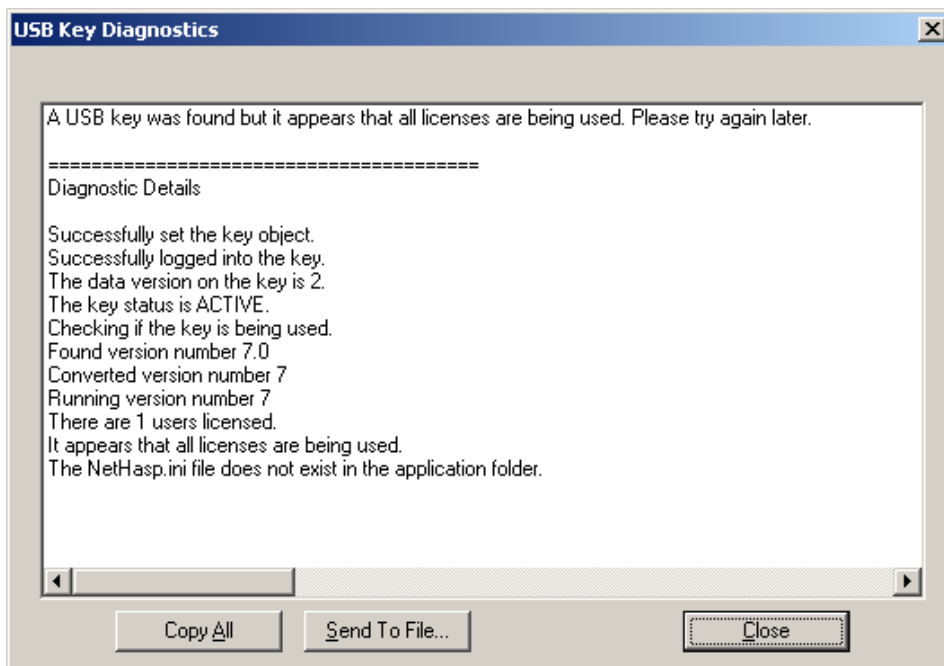 USB Key Diagnostics
A USB key was found but it appears that all licenses are being used. Please try again later.
========================================
Diagnostic Details
Successfully set the key object.
Successfully logged into the key.
The data version on the key is 2.
The key status is ACTIVE.
Checking if the key is being used.
Found version number 7.0
Converted version number 7
Running version number 7
There are 1 users licensed.
It appears that all licenses are being used.
The NetHasp.ini file does not exist in the application folder.
Copy All Send To File... Close